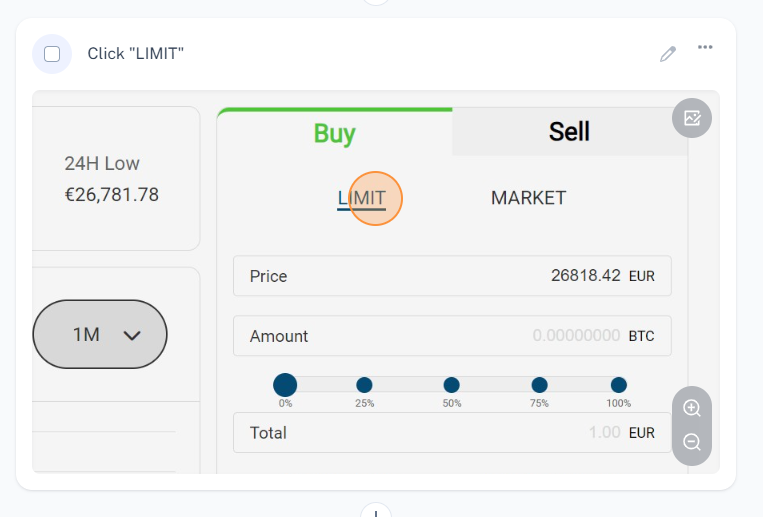 Click "LIMIT"
24H Low
€26,781.78
1M
Buy
Sell
LIMIT
MARKET
Price 26818.42 EUR
Amount 0.00000000 BTC
0% 25% 50% 75% 100%
Total 1.00 EUR